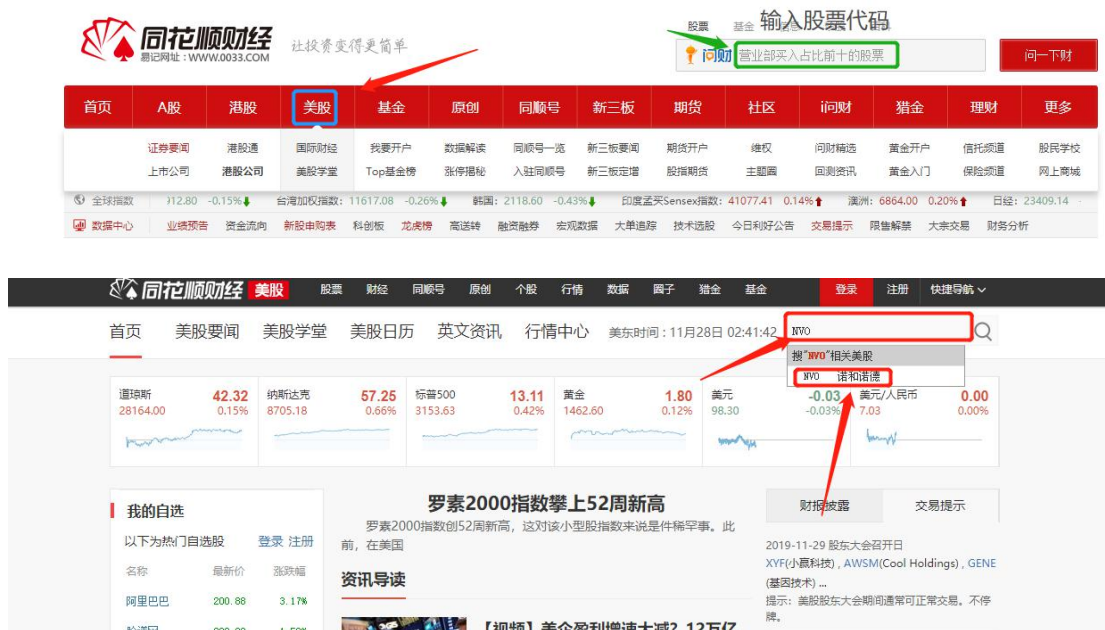 股票 基金 输入股票代码
同花顺财经
易记网址：WWW.0033.COM
让投资变得更简单
问财 营业部买入占比前十的股票 问一下财
首页 A股 港股 美股 基金 原创 同顺号 新三板 期货 社区 i问财 猎金 理财 更多
证券要闻 港股通 国际财经 我要开户 数据解读 同顺号一览 新三板要闻 期货开户 维权 问财精选 黄金开户 信托频道 股民学校
上市公司 港股公司 美股学堂 Top基金榜 涨停揭秘 入驻同顺号 新三板定增 股指期货 主题圆 回测资讯 黄金入门 保险频道 网上商城
全球指数 912.80 -0.15% 台湾加权指数: 11617.08 -0.26% 韩国: 2118.60 -0.43% 印度孟买Sensex指数: 41077.41 0.14% 澳洲: 6864.00 0.20% 日经: 23409.14
数据中心 业绩预告 资金流向 新股申购表 科创板 龙虎榜 高送转 融资融券 宏观数据 大单追踪 技术选股 今日利好公告 交易提示 限售解禁 大宗交易 财务分析
同花顺财经 美股 股票 财经 同顺号 原创 个股 行情 数据 圈子 猎金 基金 登录 注册 快捷导航
首页 美股要闻 美股学堂 美股日历 英文资讯 行情中心 美东时间：11月28日 02:41:42 NVO
搜"NVO"相关美股
NVO 诺和诺德
道琼斯 42.32 纳斯达克 57.25 标普500 13.11 黄金 1.80 美元 -0.03 美元/人民币 0.00
28164.00 0.15% 8705.18 0.66% 3153.63 0.42% 1462.60 0.12% 98.30 -0.03% 7.03 0.00%
我的自选
以下为热门自选股 登录 注册
名称 最新价 涨跌幅
阿里巴巴 200.88 3.17%
罗素2000指数攀上52周新高
罗素2000指数创52周新高，这对该小型股指数来说是件稀罕事。此
前，在美国
资讯导读
【视频】美企盈利增速大减？12万亿
财报披露 交易提示
2019-11-29 股东大会召开日
XYF(小赢科技) , AWSM(Cool Holdings) , GENE
(基因技术) ...
提示：美股股东大会期间通常可正常交易。不停
牌。